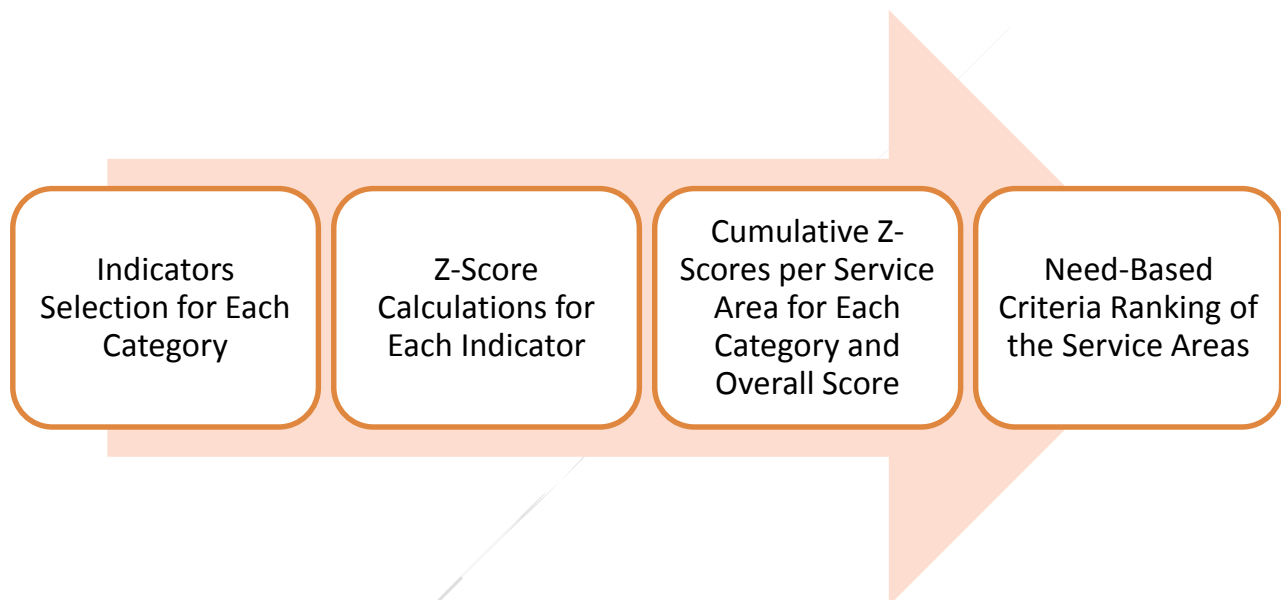 Indicators
Selection for Each
Category
Z-Score
Calculations for
Each Indicator
Cumulative Z-
Scores per Service
Area for Each
Category and
Overall Score
Need-Based
Criteria Ranking of
the Service Areas